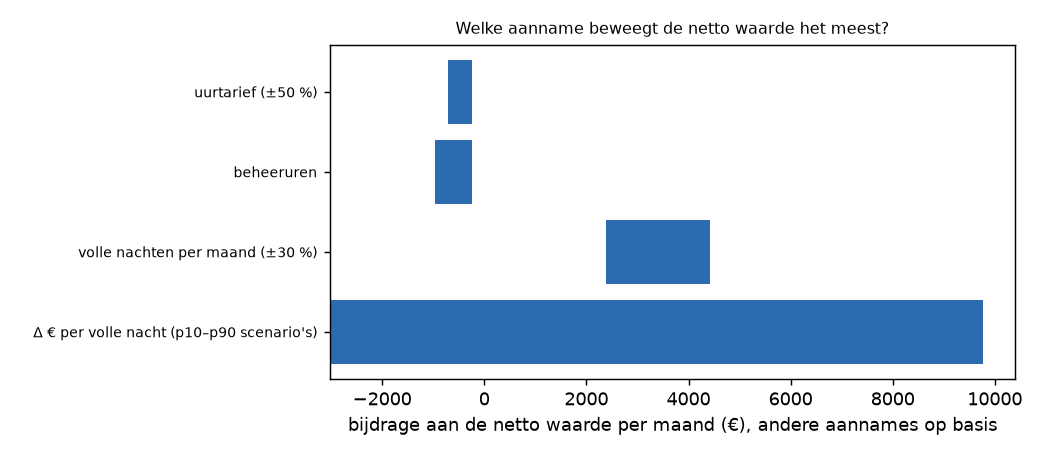 Welke aanname beweegt de netto waarde het meest?
uurtarief (±50 %)
beheeruren
volle nachten per maand (±30 %)
Δ € per volle nacht (p10–p90 scenario's)
−2000 0 2000 4000 6000 8000 10000
bijdrage aan de netto waarde per maand (€), andere aannames op basis